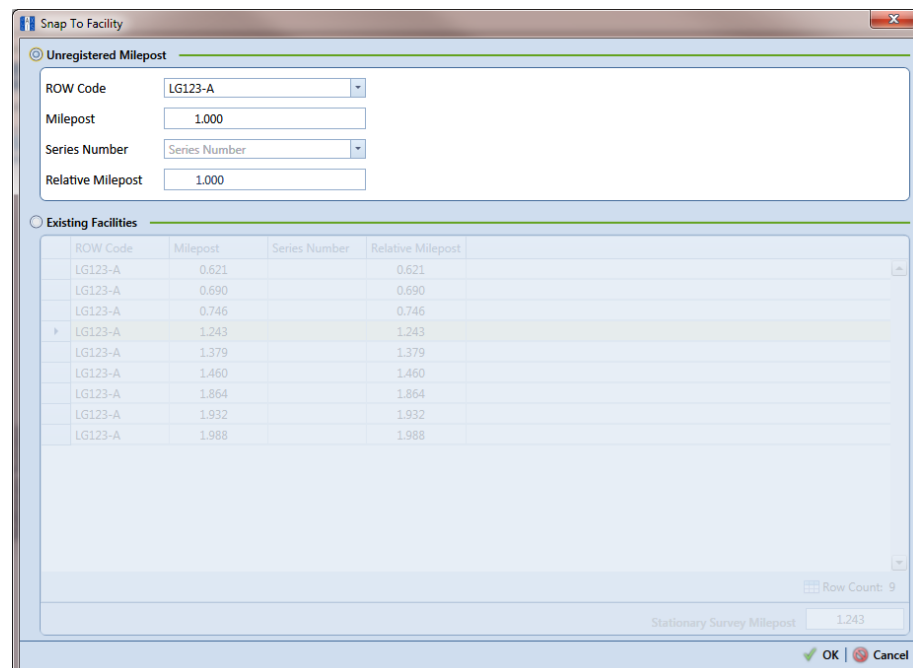 Snap To Facility
Unregistered Milepost
ROW Code LG123-A
Milepost 1.000
Series Number Series Number
Relative Milepost 1.000
Existing Facilities
ROW Code Milepost Series Number Relative Milepost
LG123-A 0.621 0.621
LG123-A 0.690 0.690
LG123-A 0.746 0.746
LG123-A 1.243 1.243
LG123-A 1.379 1.379
LG123-A 1.460 1.460
LG123-A 1.864 1.864
LG123-A 1.932 1.932
LG123-A 1.988 1.988
Row Count: 9
Stationary Survey Milepost 1.243
OK | Cancel